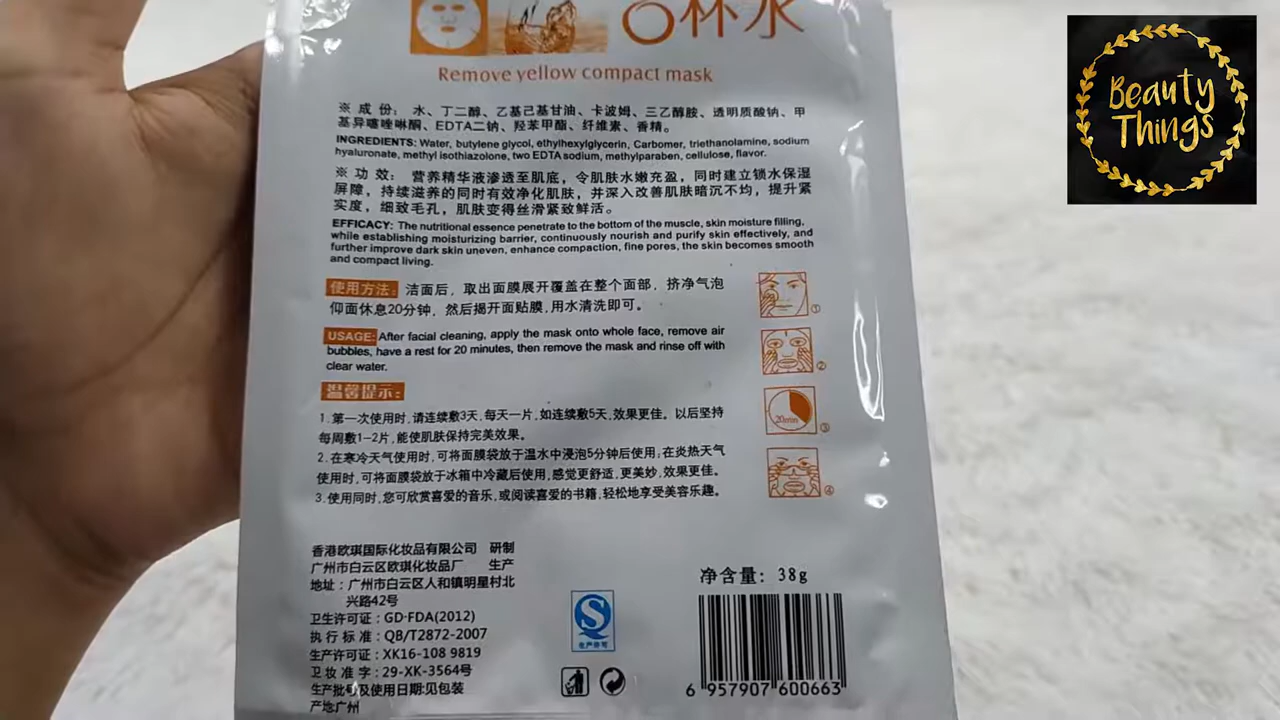 杯水
Remove yellow compact mask
Beauty
Things
※ 成 份： 水、丁二醇、乙基己基甘油、卡波姆、三乙醇胺、透明质酸钠、甲
基异噻唑啉酮、EDTA二钠、羟苯甲酯、纤维素、香精。
INGREDIENTS: Water, butylene glycol, ethylhexylglycerin, Carbomer, triethanolamine, sodium
hyaluronate, methyl isothiazolone, two EDTA sodium, methylparaben, cellulose, flavor.
※ 功 效： 营养精华液渗透至肌底，令肌肤水嫩充盈，同时建立锁水保湿
屏障，持续滋养的同时有效净化肌肤，并深入改善肌肤暗沉不均，提升紧
实度，细致毛孔，肌肤变得丝滑紧致鲜活。
EFFICACY: The nutritional essence penetrate to the bottom of the muscle, skin moisture filling,
while establishing moisturizing barrier, continuously nourish and purify skin effectively, and
further improve dark skin uneven, enhance compaction, fine pores, the skin becomes smooth
and compact living.
使用方法： 洁面后，取出面膜展开覆盖在整个面部，挤净气泡
仰面休息20分钟，然后揭开面贴膜,用水清洗即可。
①
USAGE: After facial cleaning, apply the mask onto whole face, remove air
bubbles, have a rest for 20 minutes, then remove the mask and rinse off with
clear water.
②
温馨提示：
1.第一次使用时,请连续敷3天,每天一片,如连续敷5天,效果更佳。以后坚持
每周敷1-2片,能使肌肤保持完美效果。
20min
③
2.在寒冷天气使用时,可将面膜袋放于温水中浸泡5分钟后使用,在炎热天气
使用时,可将面膜袋放于冰箱中冷藏后使用,感觉更舒适,更美妙,效果更佳。
3.使用同时,您可欣赏喜爱的音乐,或阅读喜爱的书籍,轻松地享受美容乐趣。
④
香港欧琪国际化妆品有限公司 研制
广州市白云区欧琪化妆品厂 生产
地址：广州市白云区人和镇明星村北
兴路42号
卫生许可证：GD·FDA(2012)
执 行 标 准：QB/T2872-2007
生产许可证：XK16-108 9819
卫 妆 准 字：29-XK-3564号
生产批号及使用日期:见包装
产地:广州
生产许可
净含量：38g
6 957907 600663